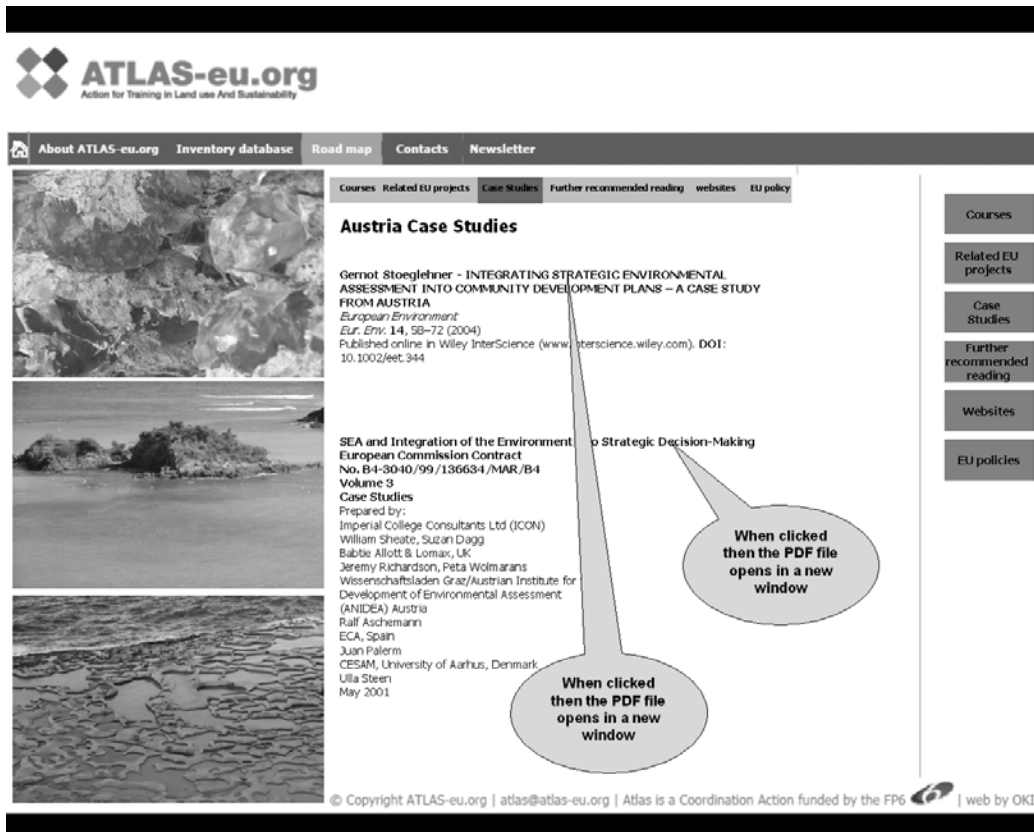 ATLAS-eu.org
Action for Training in Land use And Sustainability
About ATLAS-eu.org Inventory database Road map Contacts Newsletter
Courses Related EU projects Case Studies Further recommended reading websites EU policy
Austria Case Studies
Gernot Stoeglehner - INTEGRATING STRATEGIC ENVIRONMENTAL
ASSESSMENT INTO COMMUNITY DEVELOPMENT PLANS – A CASE STUDY
FROM AUSTRIA
European Environment
Eur. Env. 14, 58–72 (2004)
Published online in Wiley InterScience (www. nterscience.wiley.com). DOI:
10.1002/eet.344
SEA and Integration of the Environment o Strategic Decision-Making
European Commission Contract
No. B4-3040/99/136634/MAR/B4
Volume 3
Case Studies
Prepared by:
Imperial College Consultants Ltd (ICON)
William Sheate, Suzan Dagg
Babtie Allott & Lomax, UK
Jeremy Richardson, Peta Wolmarans
Wissenschaftsladen Graz/Austrian Institute for
Development of Environmental Assessment
(ANIDEA) Austria
Ralf Aschemann
ECA, Spain
Juan Palerm
CESAM, University of Aarhus, Denmark
Ulla Steen
May 2001
When clicked
then the PDF file
opens in a new
window
When clicked
then the PDF file
opens in a new
window
Courses
Related EU
projects
Case
Studies
Further
recommended
reading
Websites
EU policies
© Copyright ATLAS-eu.org | atlas@atlas-eu.org | Atlas is a Coordination Action funded by the FP6 6 | web by OKI